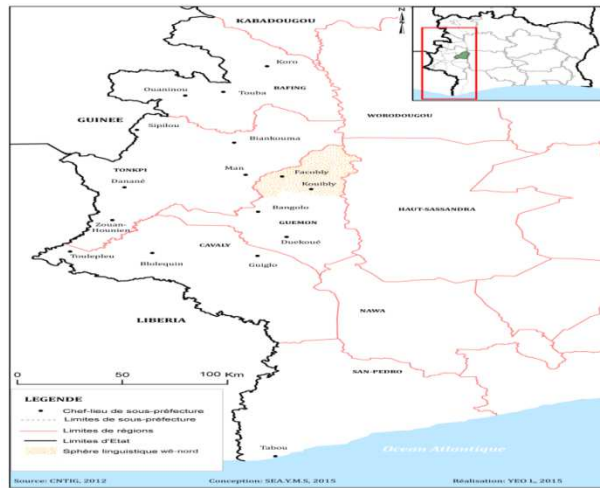 KABADOUGOU
N
Koro
Ouaninou
Touba
BAFING
GUINEE
Sipilou
WORODOUGOU
Biankouma
TONKPI
Man
Facobly
Danané
Kouibly
Bangolo
HAUT-SASSANDRA
Zouan-
Hounien
GUEMON
CAVALY
Duekoué
Toulepleu
Blolequin
Guiglo
LIBERIA
NAWA
SAN-PEDRO
0
50
100 Km
LEGENDE
Chef-lieu de sous-préfecture
Limites de sous-préfecture
Limites de régions
Limites d'Etat
Sphère linguistique wè-nord
Tabou
Océan Atlantique
Source: CNTIG, 2012
Conception: SEA.Y.M.S, 2015
Réalisation: YEO L, 2015